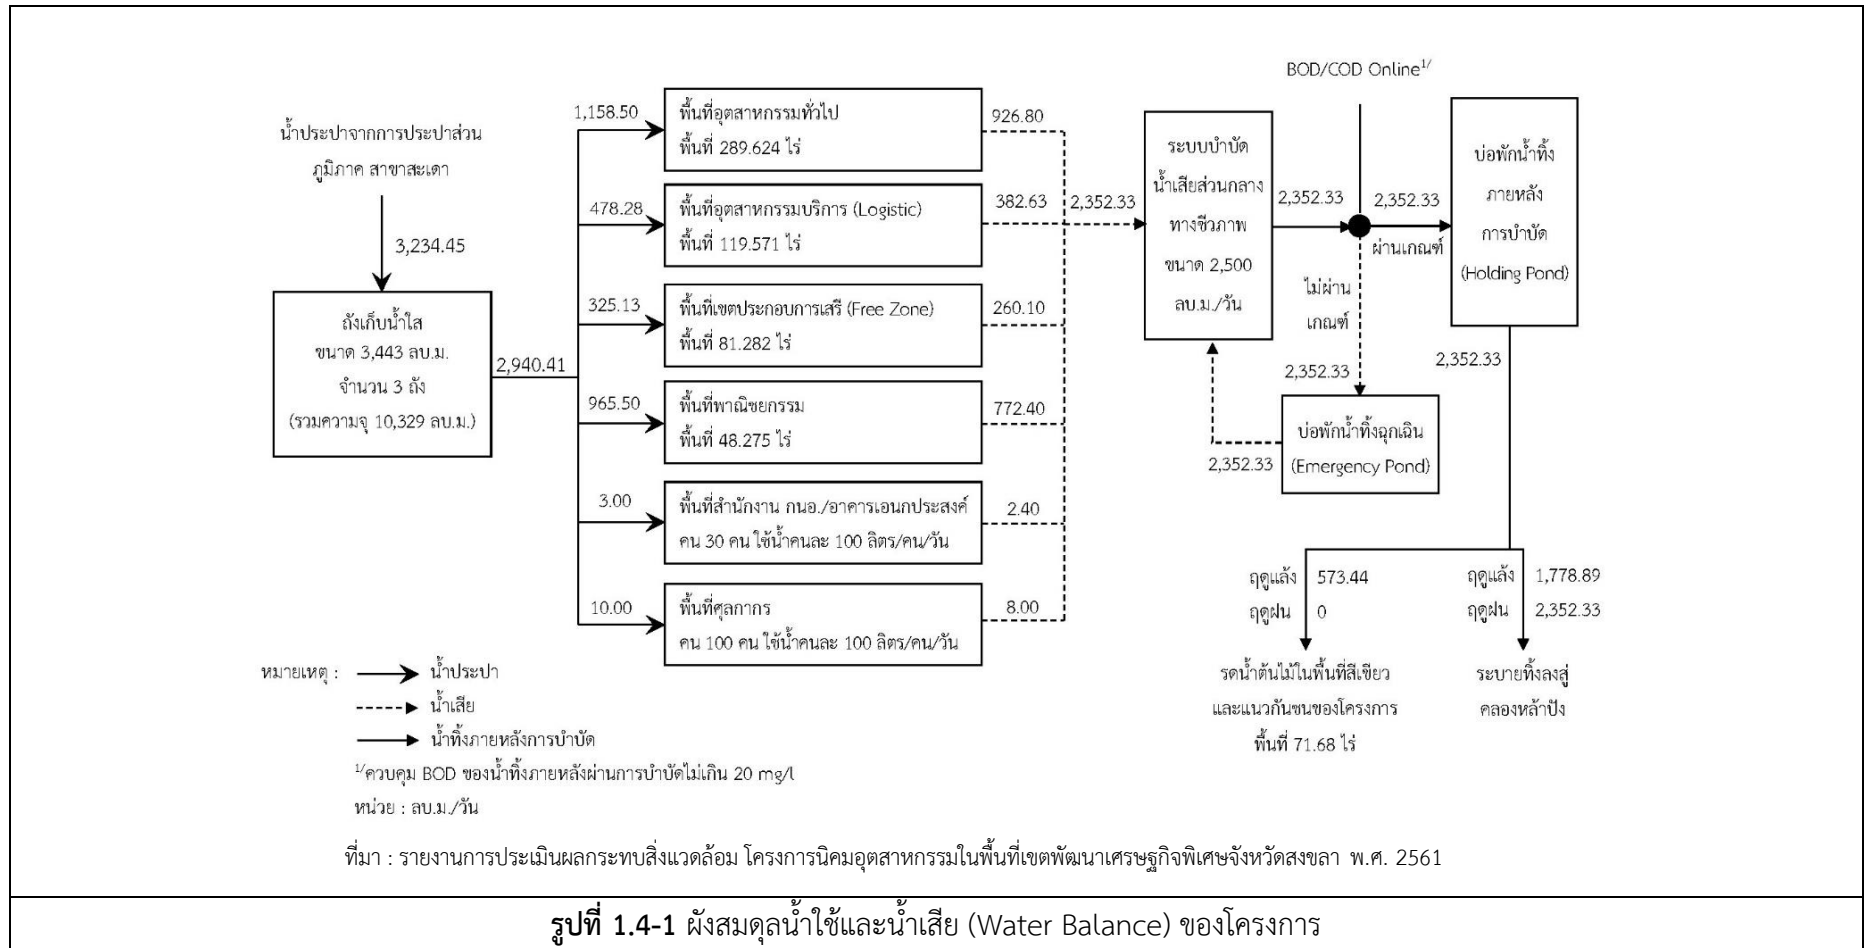 น้ำประปาจากการประปาส่วน
ภูมิภาค สาขาสะเดา
3,234.45
ถังเก็บน้ำใส
ขนาด 3,443 ลบ.ม.
จำนวน 3 ถัง
(รวมความจุ 10,329 ลบ.ม.)
2,940.41
1,158.50
พื้นที่อุตสาหกรรมทั่วไป
พื้นที่ 289.624 ไร่
926.80
478.28
พื้นที่อุตสาหกรรมบริการ (Logistic)
พื้นที่ 119.571 ไร่
382.63
325.13
พื้นที่เขตประกอบการเสรี (Free Zone)
พื้นที่ 81.282 ไร่
260.10
965.50
พื้นที่พาณิชยกรรม
พื้นที่ 48.275 ไร่
772.40
3.00
พื้นที่สำนักงาน กนอ./อาคารเอนกประสงค์
คน 30 คน ใช้น้ำคนละ 100 ลิตร/คน/วัน
2.40
10.00
พื้นที่ศุลกากร
คน 100 คน ใช้น้ำคนละ 100 ลิตร/คน/วัน
8.00
2,352.33
ระบบบำบัด
น้ำเสียส่วนกลาง
ทางชีวภาพ
ขนาด 2,500
ลบ.ม./วัน
BOD/COD Online1/
2,352.33
2,352.33
ผ่านเกณฑ์
ไม่ผ่าน
เกณฑ์
2,352.33
บ่อพักน้ำทิ้งฉุกเฉิน
(Emergency Pond)
2,352.33
บ่อพักน้ำทิ้ง
ภายหลัง
การบำบัด
(Holding Pond)
2,352.33
ฤดูแล้ง 573.44
ฤดูฝน 0
รดน้ำต้นไม้ในพื้นที่สีเขียว
และแนวกันชนของโครงการ
พื้นที่ 71.68 ไร่
ฤดูแล้ง 1,778.89
ฤดูฝน 2,352.33
ระบายทิ้งลงสู่
คลองหล้าปัง
หมายเหตุ : น้ำประปา
น้ำเสีย
น้ำทิ้งภายหลังการบำบัด
1/ควบคุม BOD ของน้ำทิ้งภายหลังผ่านการบำบัดไม่เกิน 20 mg/l
หน่วย : ลบ.ม./วัน
ที่มา : รายงานการประเมินผลกระทบสิ่งแวดล้อม โครงการนิคมอุตสาหกรรมในพื้นที่เขตพัฒนาเศรษฐกิจพิเศษจังหวัดสงขลา พ.ศ. 2561
รูปที่ 1.4-1 ผังสมดุลน้ำใช้และน้ำเสีย (Water Balance) ของโครงการ